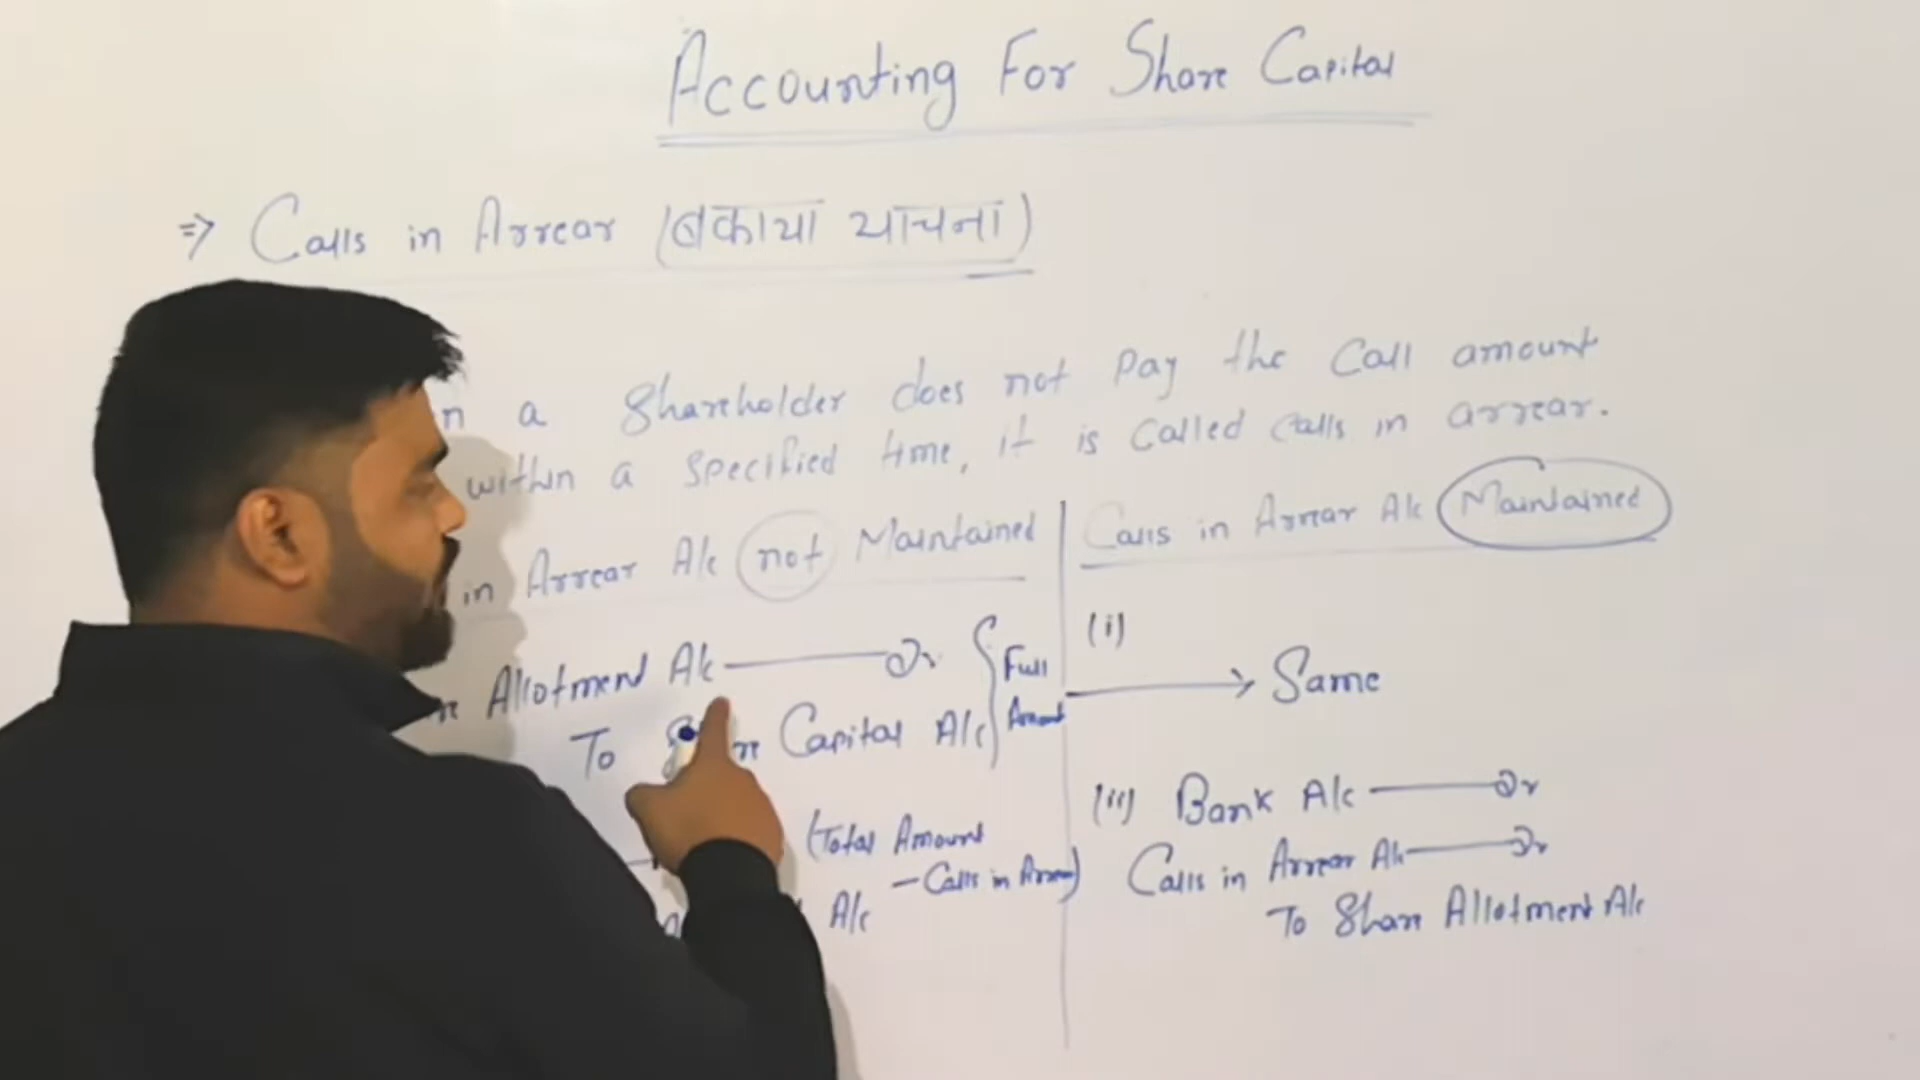 Accounting For Share Capital
=> Calls in Arrear (बकाया याचना)
a Shareholder does not pay the call amount
within a specified time, it is called calls in arrear.
in Arrear A/c not Maintained
Allotment A/c Dr
To Capital A/c
Full
Amount
(Total Amount
- Calls in Arrear)
A/c
Calls in Arrear A/c Maintained
(i)
Same
(ii) Bank A/c Dr
Calls in Arrear A/c Dr
To Share Allotment A/c